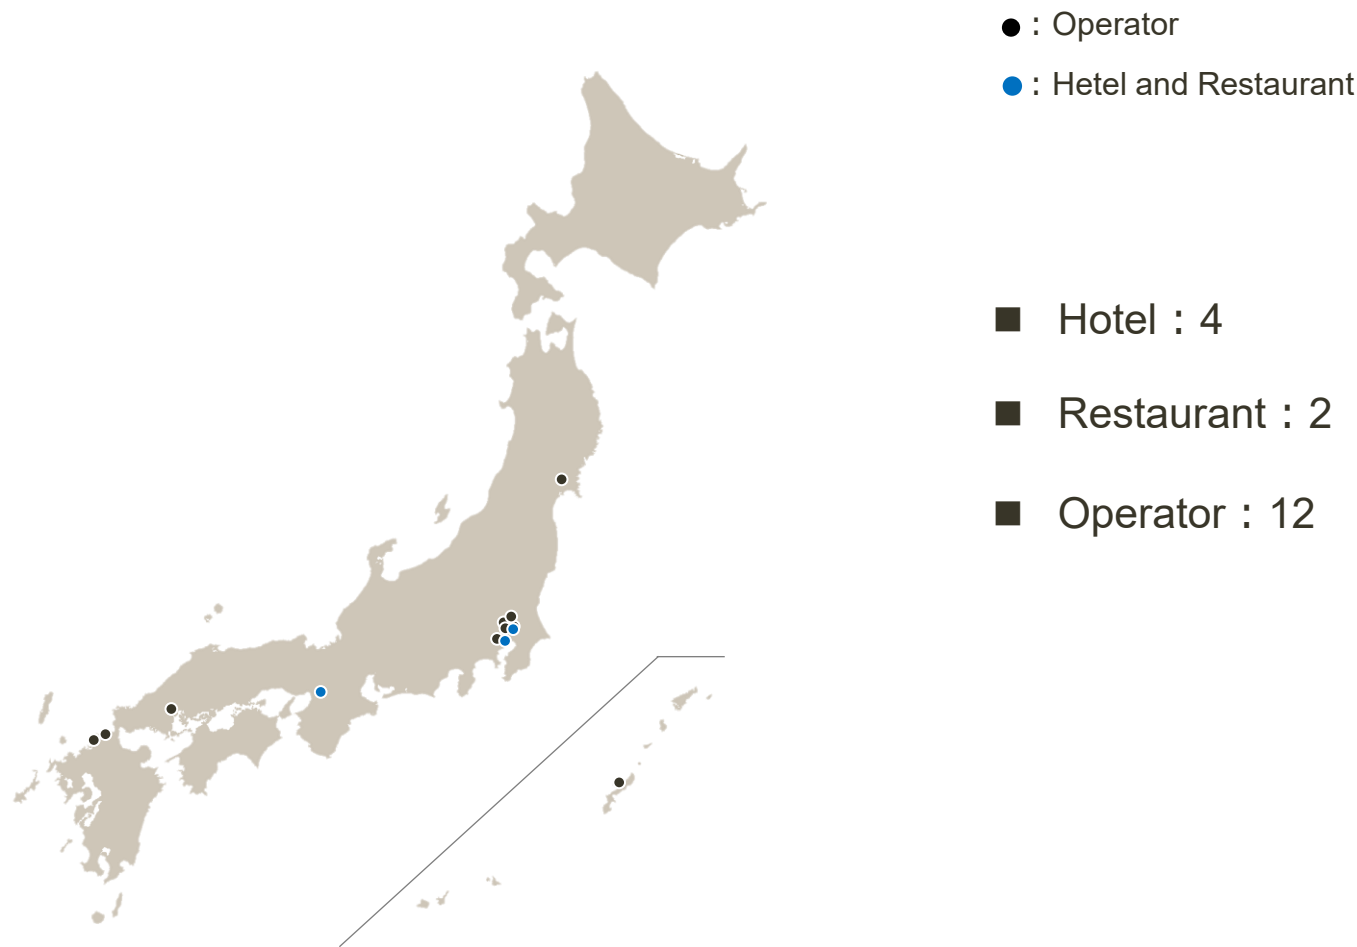 : Operator
: Hetel and Restaurant
Hotel : 4
Restaurant : 2
Operator : 12